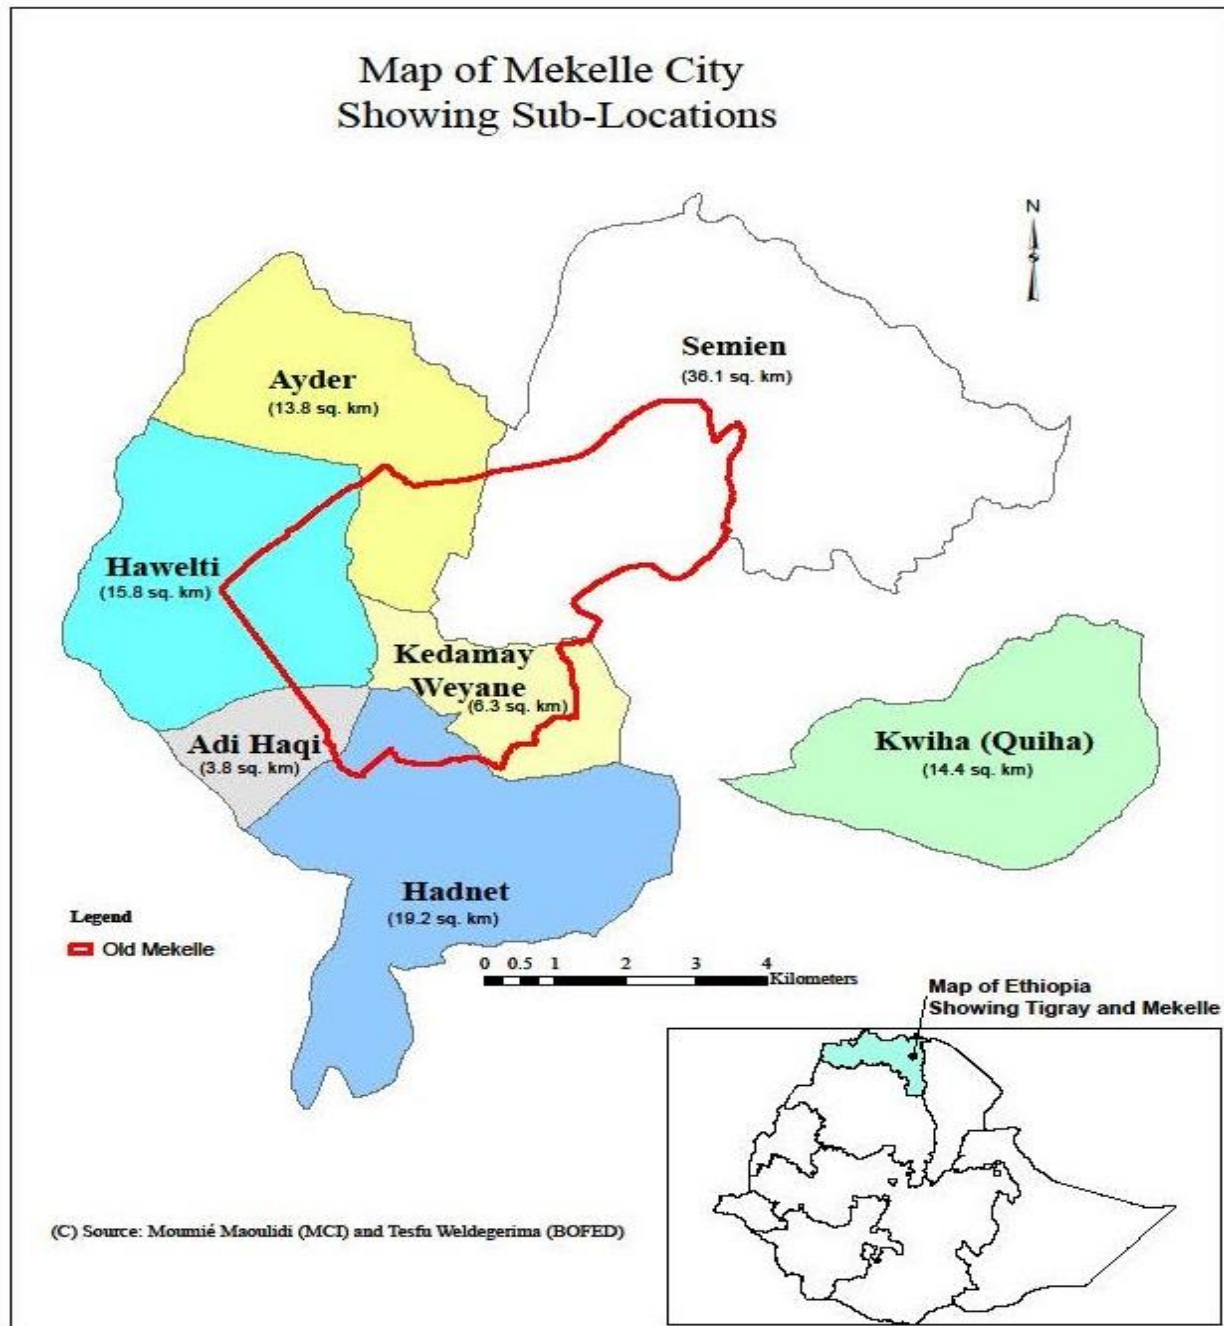 Map of Mekelle City
Showing Sub-Locations
N
Semien
(36.1 sq. km)
Ayder
(13.8 sq. km)
Hawelti
(15.8 sq. km)
Kedamay
Weyane
(6.3 sq. km)
Adi Haqi
(3.8 sq. km)
Kwiha (Quiha)
(14.4 sq. km)
Hadnet
(19.2 sq. km)
Legend
Old Mekelle
0 0.5 1 2 3 4
Kilometers
Map of Ethiopia
Showing Tigray and Mekelle
(C) Source: Moumié Maoulidi (MCI) and Tesfu Weldegerima (BOFED)